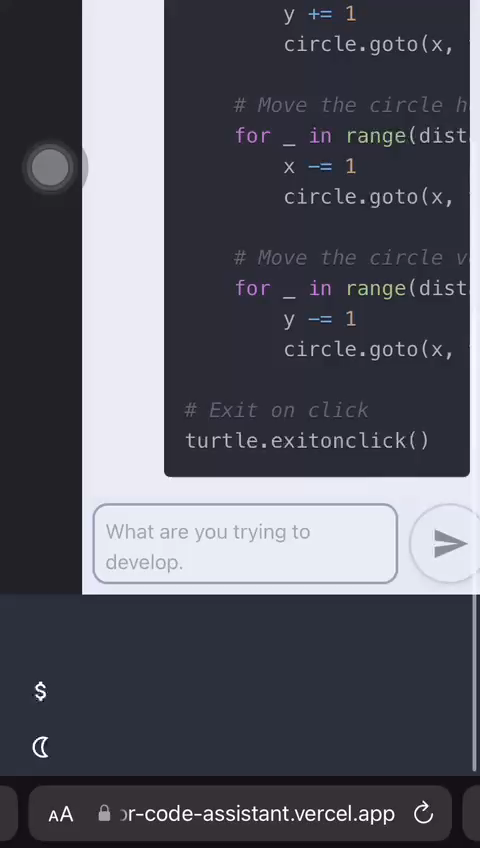 y += 1
circle.goto(x,
# Move the circle h
for _ in range(dist
x -= 1
circle.goto(x,
# Move the circle v
for _ in range(dist
y -= 1
circle.goto(x,
# Exit on click
turtle.exitonclick()
What are you trying to
develop.
$
AA r-code-assistant.vercel.app